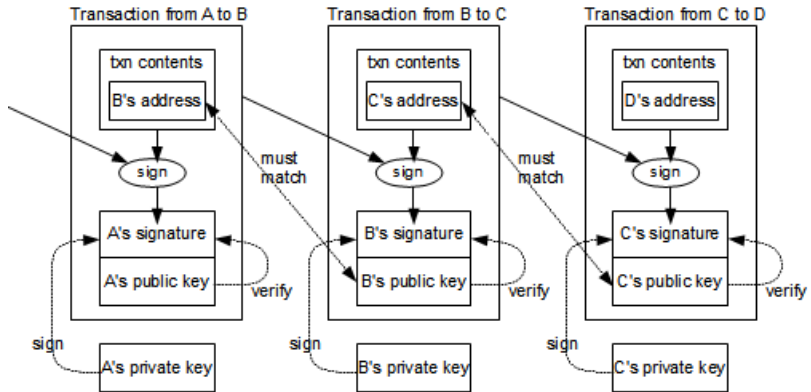 Transaction from A to B
txn contents
B's address
sign
A's signature
A's public key
verify
sign
A's private key
must
match
Transaction from B to C
txn contents
C's address
sign
B's signature
B's public key
verify
sign
B's private key
must
match
Transaction from C to D
txn contents
D's address
sign
C's signature
C's public key
verify
sign
C's private key